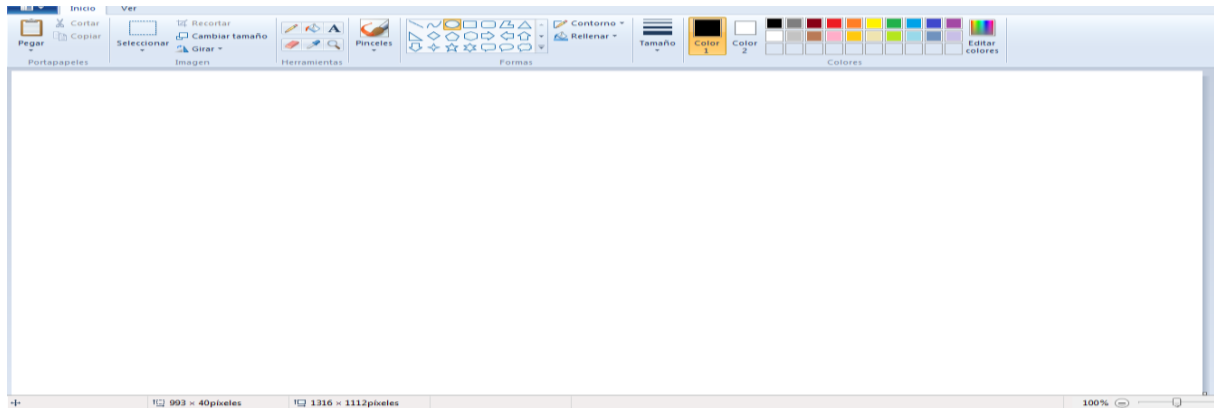 Inicio Ver
Cortar Recortar Contorno
Copiar Cambiar tamaño Rellenar
Pegar Seleccionar Girar A Pinceles Tamaño Color 1 Color 2 Editar colores
Portapapeles Imagen Herramientas Formas Colores
993 × 40píxeles 1316 × 1112píxeles 100%